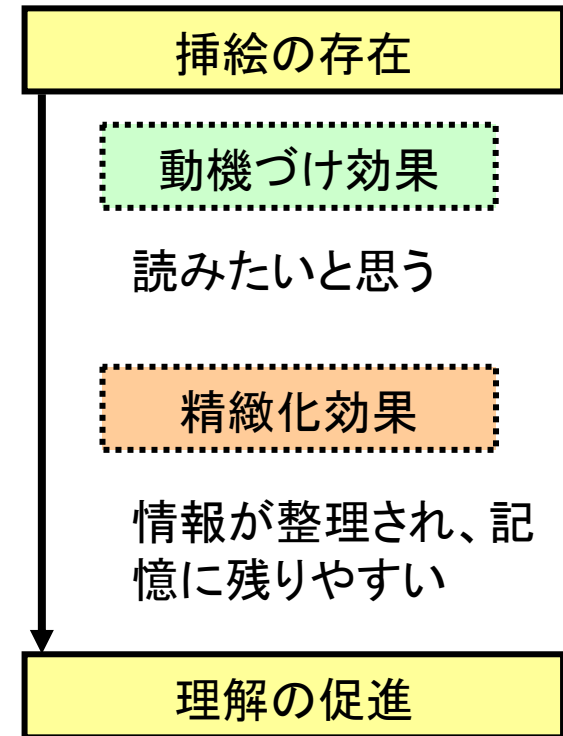 挿絵の存在
動機づけ効果
読みたいと思う
精緻化効果
情報が整理され、記
憶に残りやすい
理解の促進